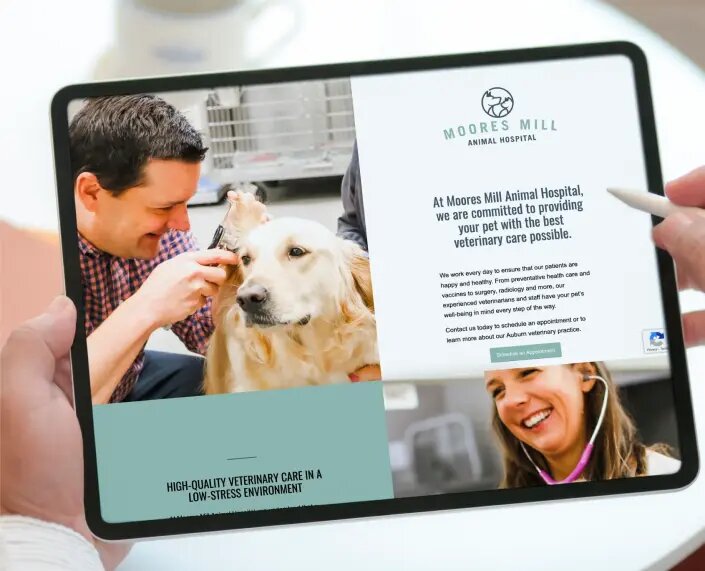 MOORES MILL
ANIMAL HOSPITAL
At Moores Mill Animal Hospital,
we are committed to providing
your pet with the best
veterinary care possible.
We work every day to ensure that our patients are
happy and healthy. From preventative health care and
vaccines to surgery, radiology and more, our
experienced veterinarians and staff have your pet's
well-being in mind every step of the way.
Contact us today to schedule an appointment or to
learn more about our Auburn veterinary practice.
Schedule an Appointment
HIGH-QUALITY VETERINARY CARE IN A
LOW-STRESS ENVIRONMENT